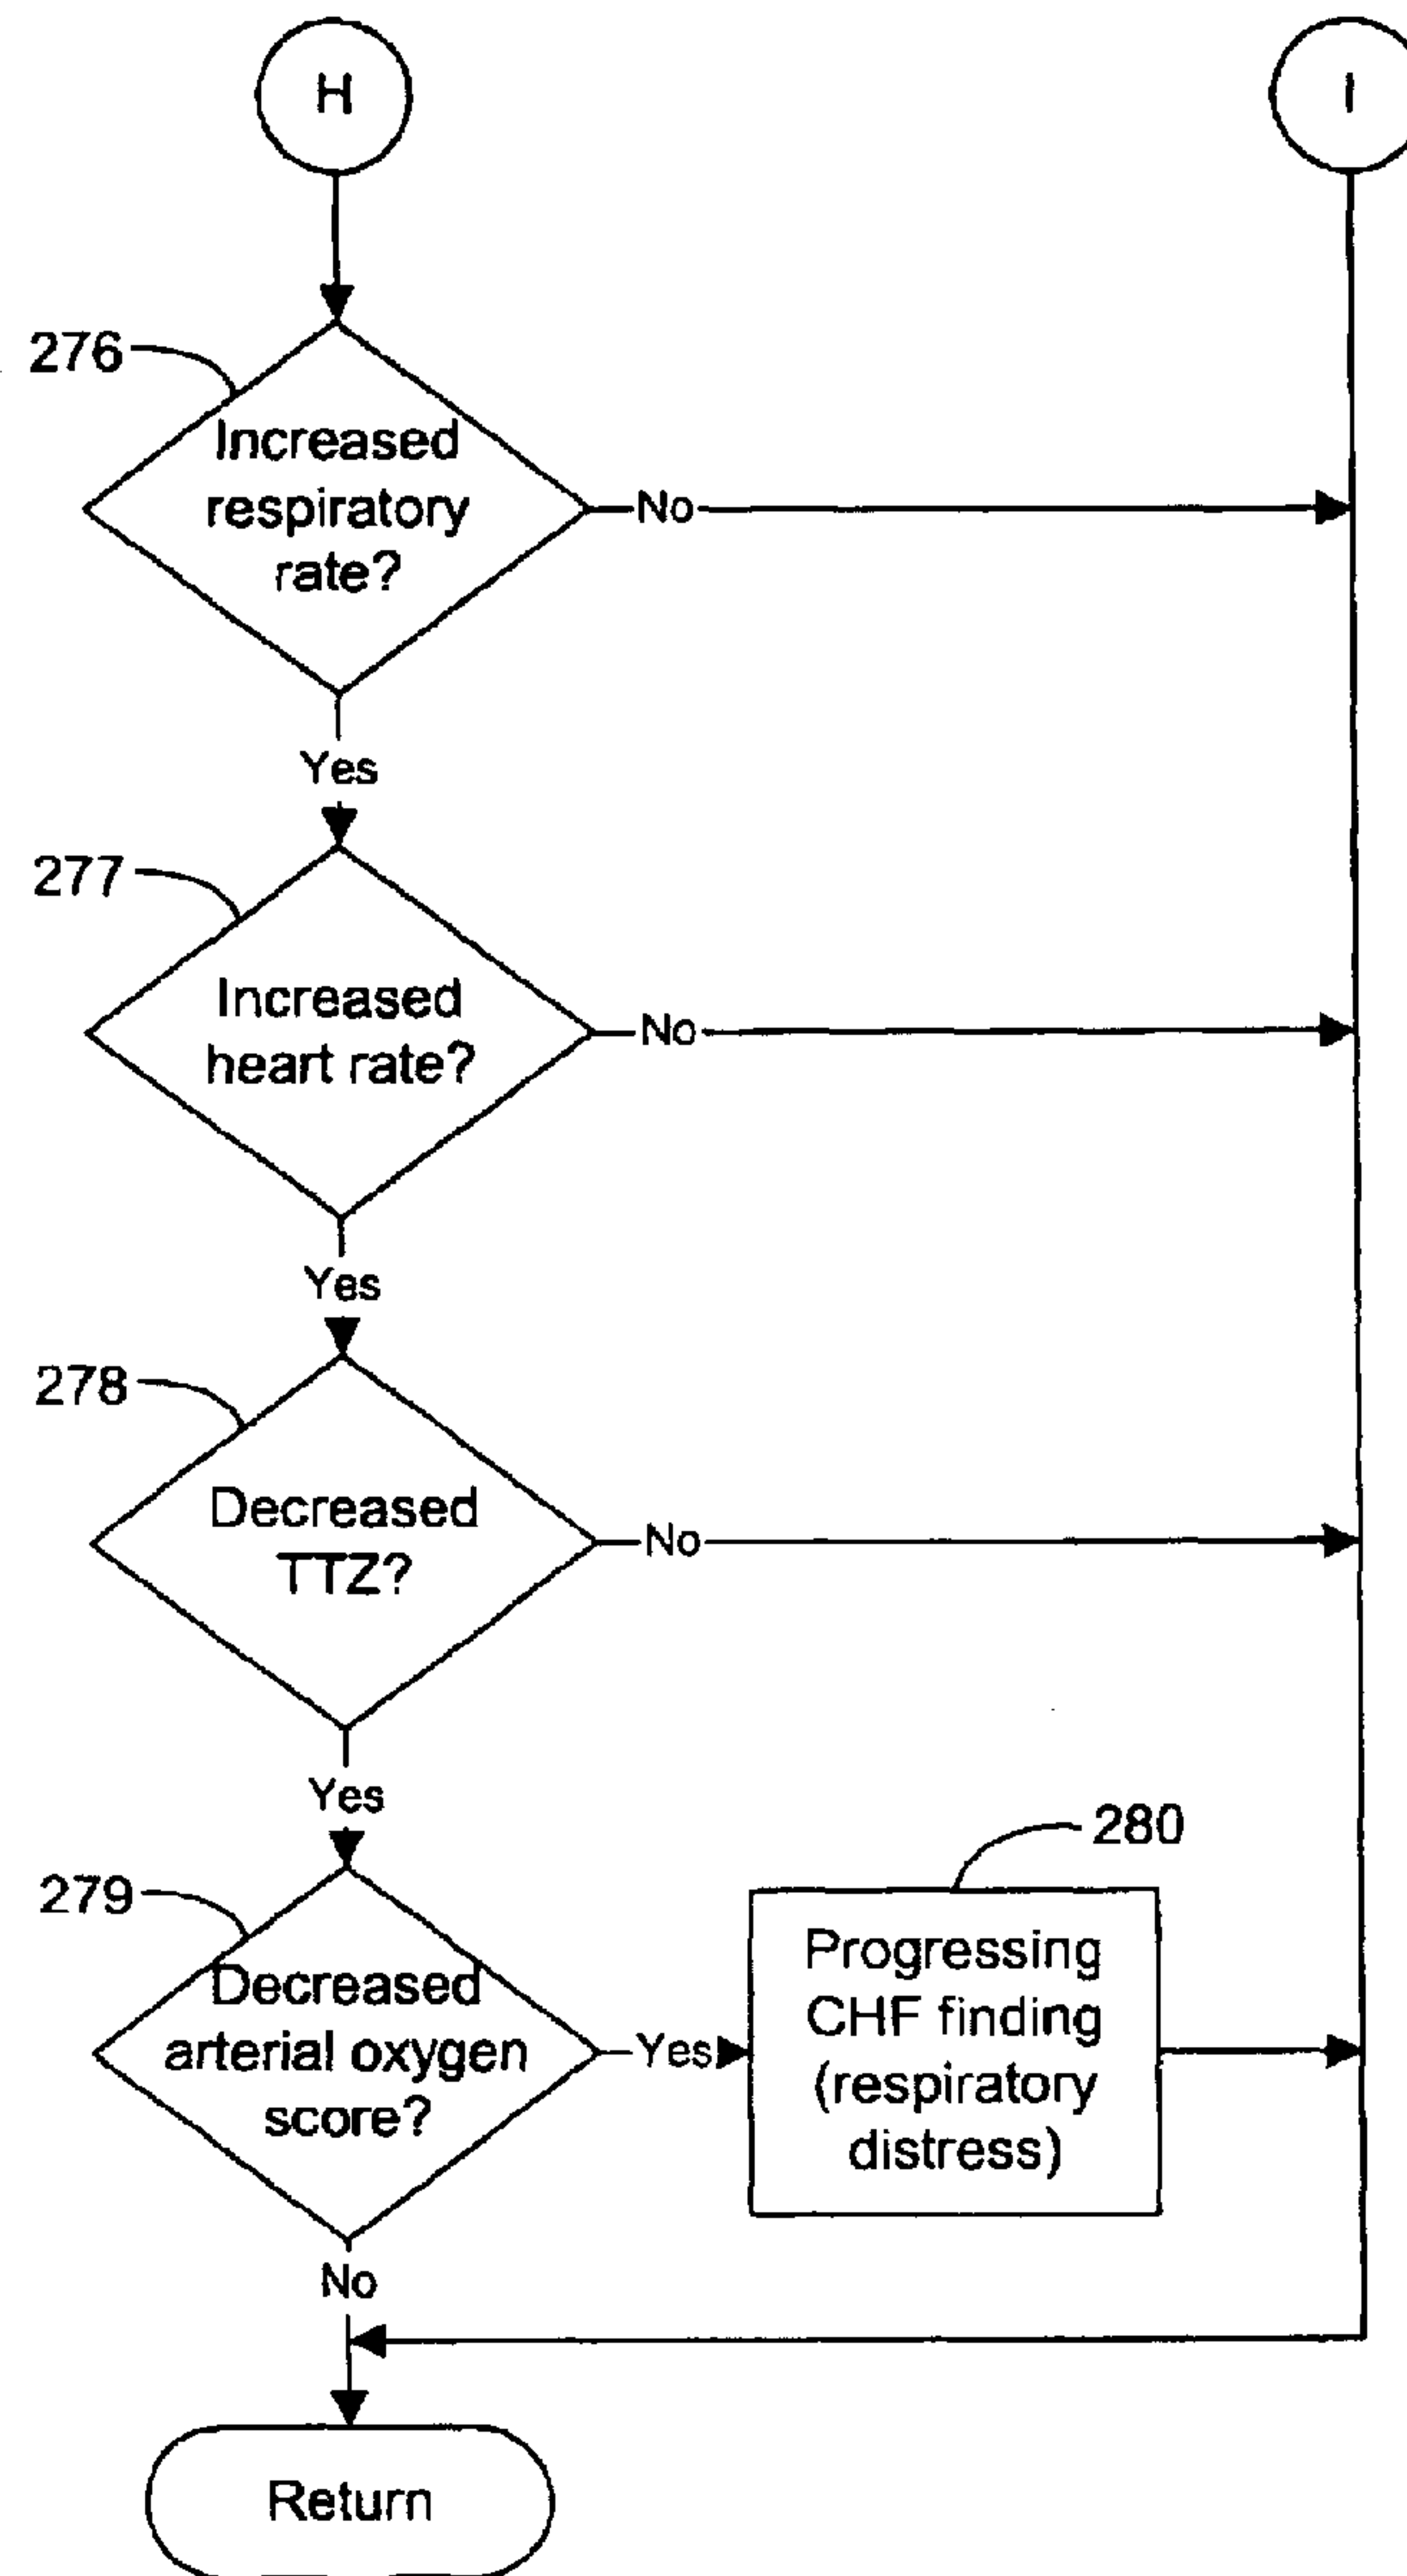 H
I
276
Increased
respiratory
rate?
No
Yes
277
Increased
heart rate?
No
Yes
278
Decreased
TTZ?
No
Yes
279
Decreased
arterial oxygen
score?
Yes
280
Progressing
CHF finding
(respiratory
distress)
No
Return